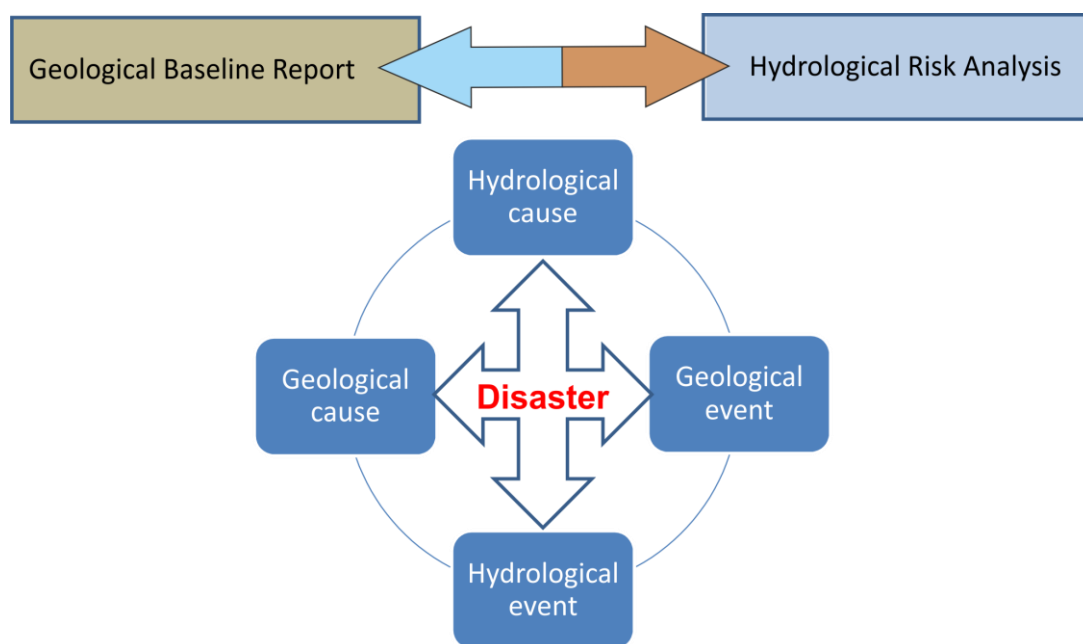 Geological Baseline Report
Hydrological Risk Analysis
Hydrological
cause
Geological
cause
Disaster
Geological
event
Hydrological
event